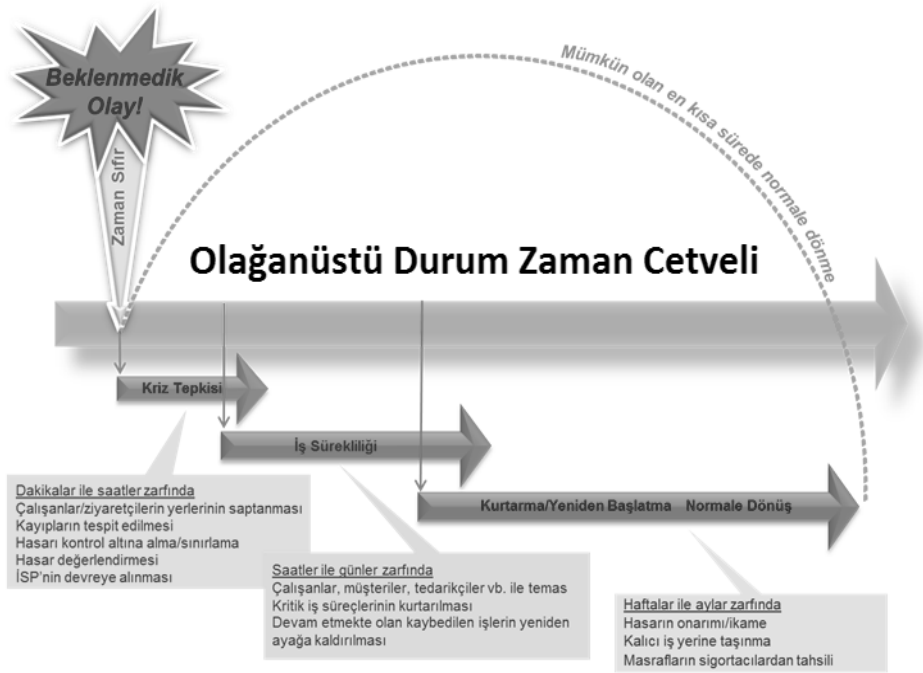 Beklenmedik
Olay!
Zaman Sıfır
Mümkün olan en kısa sürede normale dönme
Olağanüstü Durum Zaman Cetveli
Kriz Tepkisi
İş Sürekliliği
Kurtarma/Yeniden Başlatma Normale Dönüş
Dakikalar ile saatler zarfında
Çalışanlar/ziyaretçilerin yerlerinin saptanması
Kayıpların tespit edilmesi
Hasarı kontrol altına alma/sınırlama
Hasar değerlendirmesi
İSP'nin devreye alınması
Saatler ile günler zarfında
Çalışanlar, müşteriler, tedarikçiler vb. ile temas
Kritik iş süreçlerinin kurtarılması
Devam etmekte olan kaybedilen işlerin yeniden
ayağa kaldırılması
Haftalar ile aylar zarfında
Hasarın onarımı/ikame
Kalıcı iş yerine taşınma
Masrafların sigortacılardan tahsili